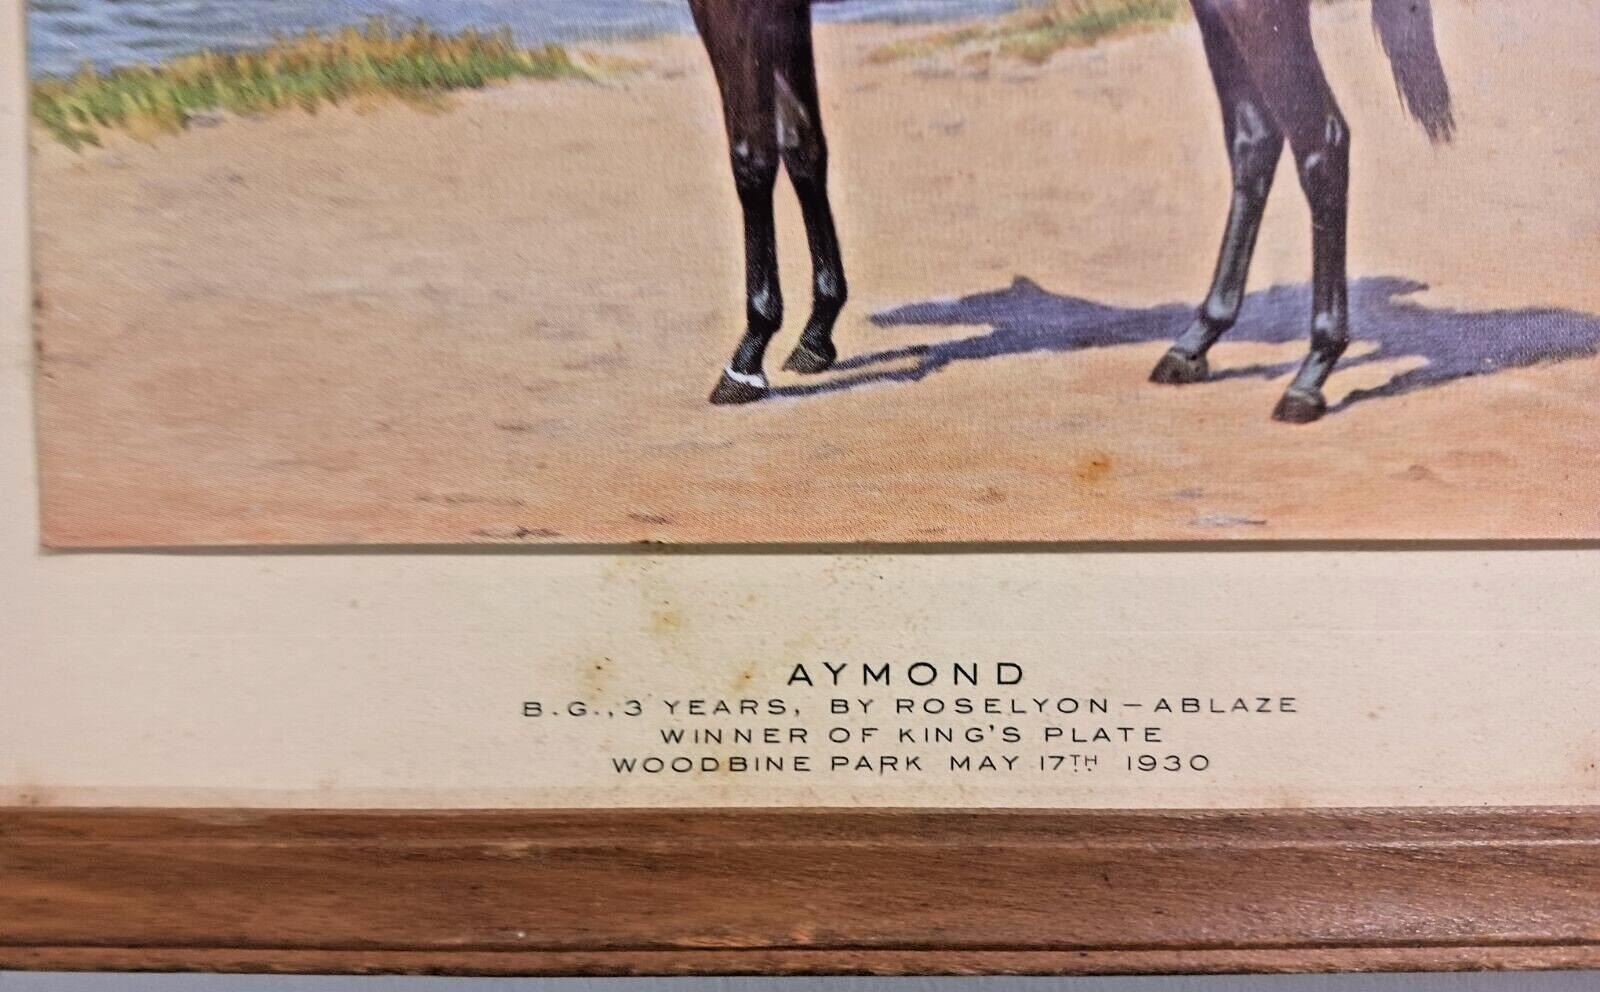 AYMOND
B.G., 3 YEARS, BY ROSELYON – ABLAZE
WINNER OF KING'S PLATE
WOODBINE PARK MAY 17TH 1930